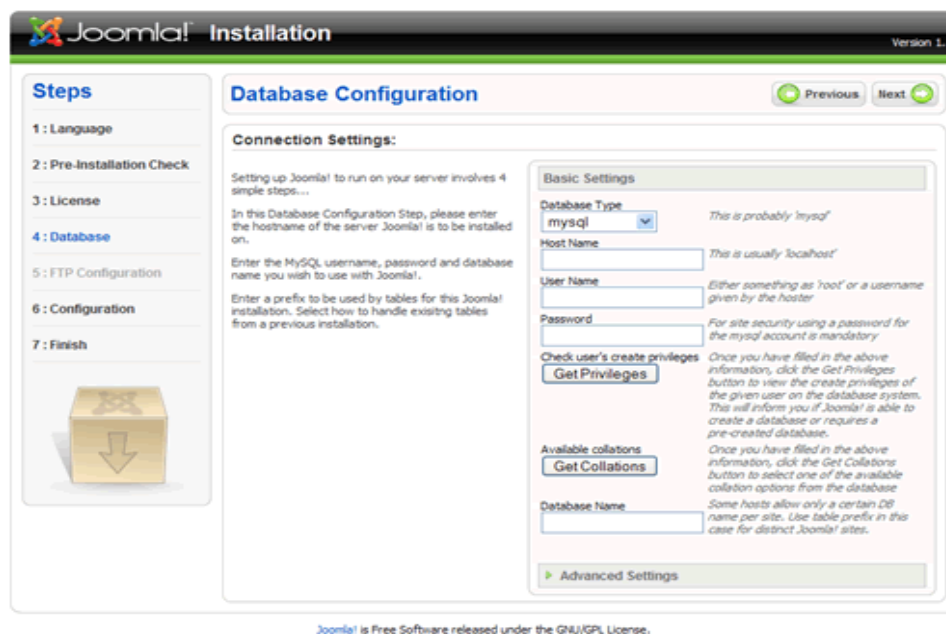 Joomla! Installation
Version 1.
Steps
1 : Language
2 : Pre-Installation Check
3 : License
4 : Database
5 : FTP Configuration
6 : Configuration
7 : Finish
Database Configuration
Previous
Next
Connection Settings:
Setting up Joomla! to run on your server involves 4
simple steps...
In this Database Configuration Step, please enter
the hostname of the server Joomla! is to be installed
on.
Enter the MySQL username, password and database
name you wish to use with Joomla!.
Enter a prefix to be used by tables for this Joomla!
installation. Select how to handle exisitng tables
from a previous installation.
Basic Settings
Database Type
mysql
This is probably 'mysql'
Host Name
This is usually 'localhost'
User Name
Either something as 'root' or a username
given by the hoster
Password
For site security using a password for
the mysql account is mandatory
Check user's create privileges
Get Privileges
Once you have filled in the above
information, click the Get Privileges
button to view the create privileges of
the given user on the database system.
This will inform you if Joomla! is able to
create a database or requires a
pre-created database.
Available collations
Get Collations
Once you have filled in the above
information, click the Get Collations
button to select one of the available
collation options from the database
Database Name
Some hosts allow only a certain DB
name per site. Use table prefix in this
case for distinct Joomla! sites.
Advanced Settings
Joomla! is Free Software released under the GNU/GPL License.